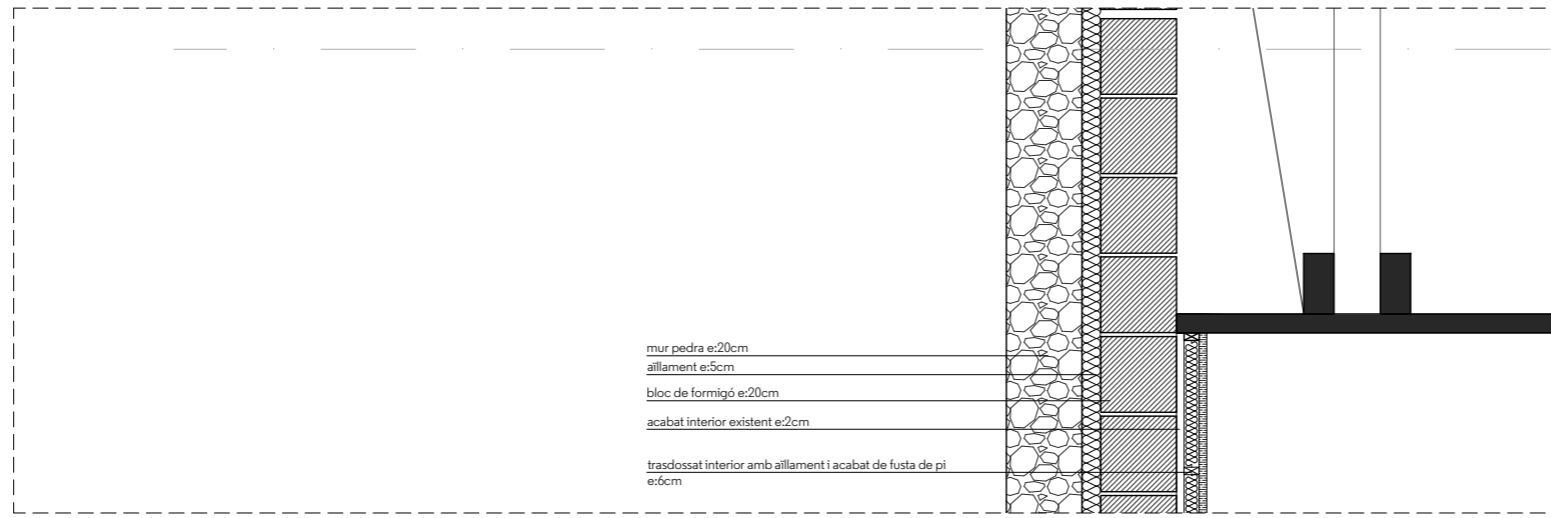 mur pedra e:20cm
aïllament e:5cm
bloc de formigó e:20cm
acabat interior existent e:2cm
trasdossat interior amb aïllament i acabat de fusta de pi
e:6cm